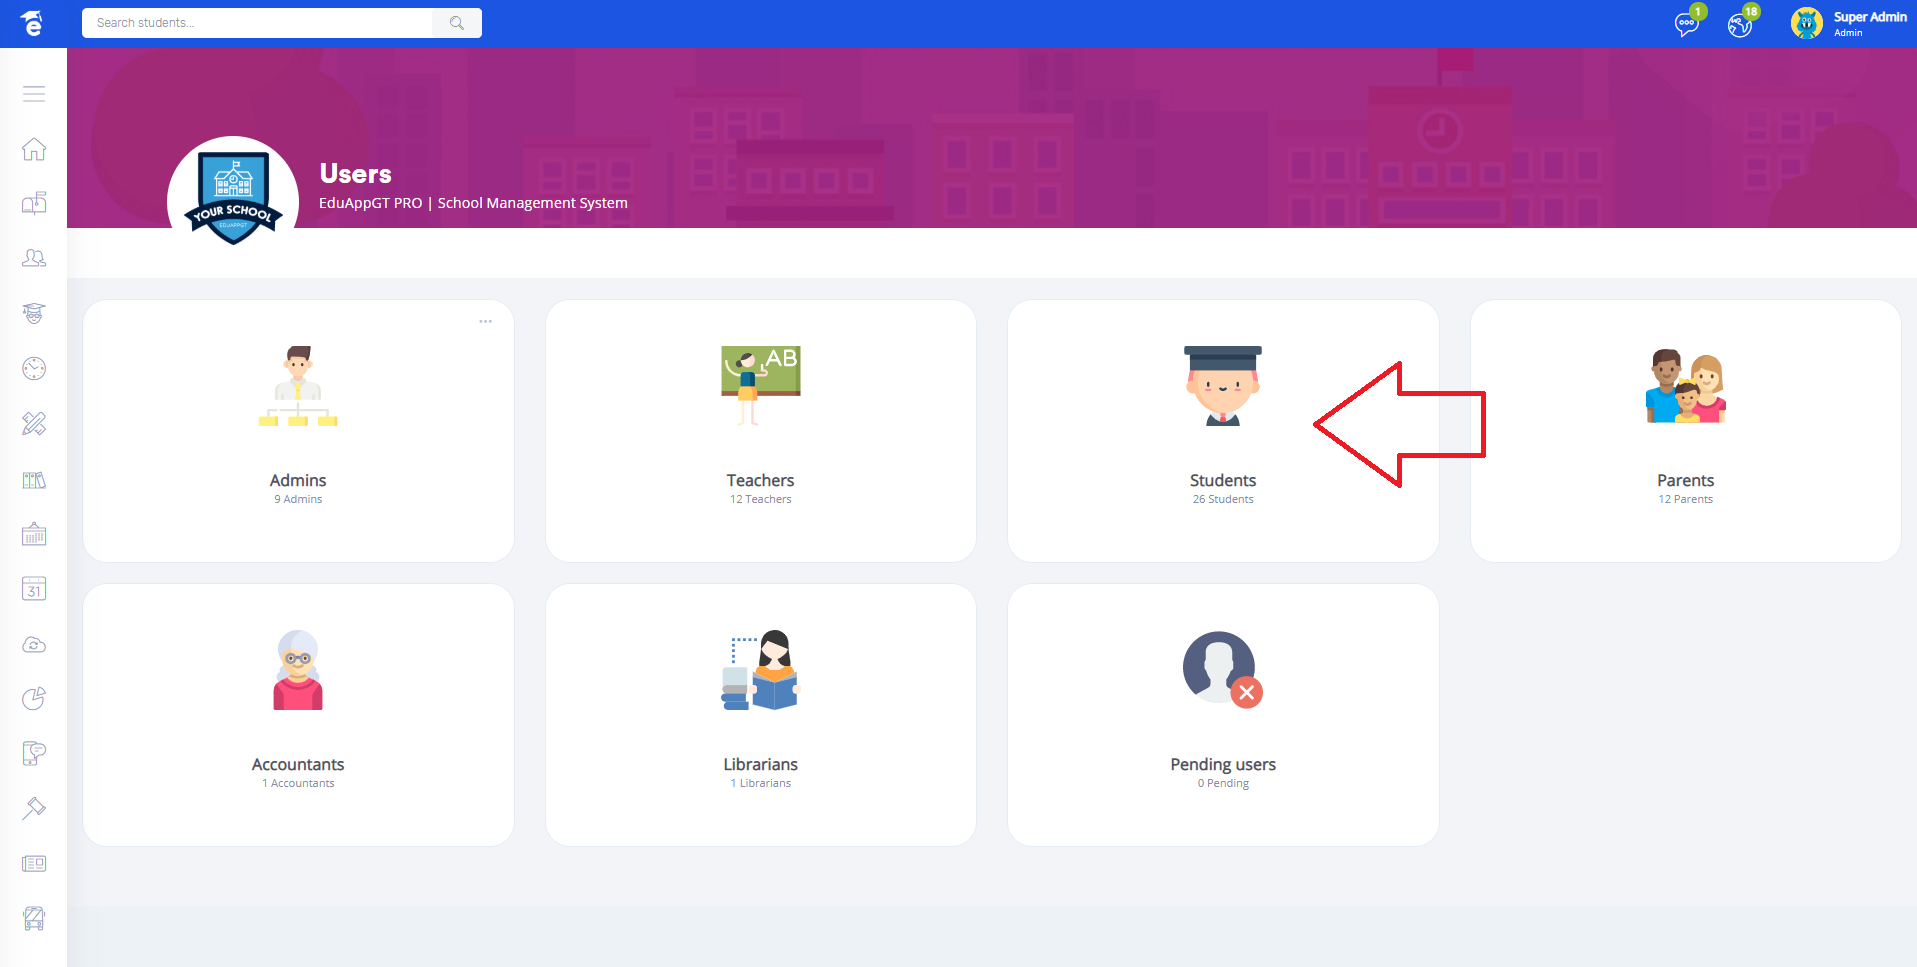 e
Search students...
1
18
Super Admin
Admin
YOUR SCHOOL
EDUAPPGT
Users
EduAppGT PRO | School Management System
AB
Admins
9 Admins
Teachers
12 Teachers
Students
26 Students
Parents
12 Parents
31
Accountants
1 Accountants
Librarians
1 Librarians
Pending users
0 Pending